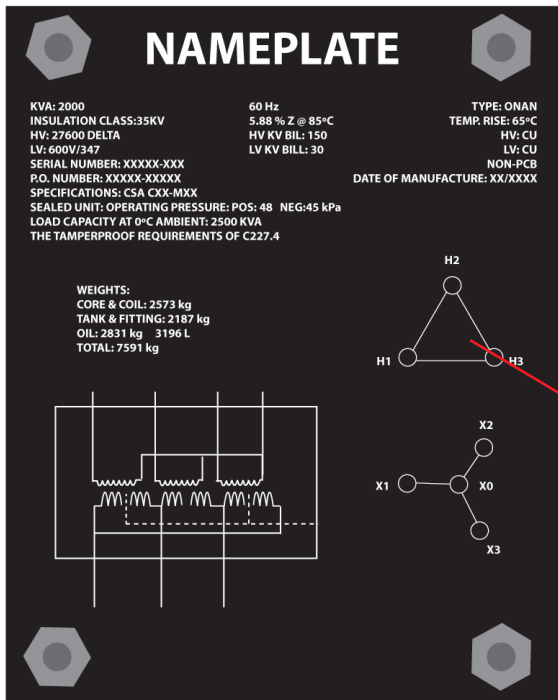 NAMEPLATE
KVA: 2000 60 Hz TYPE: ONAN
INSULATION CLASS:35KV 5.88 % Z @ 85ºC TEMP. RISE: 65ºC
HV: 27600 DELTA HV KV BIL: 150 HV: CU
LV: 600V/347 LV KV BILL: 30 LV: CU
SERIAL NUMBER: XXXXX-XXX NON-PCB
P.O. NUMBER: XXXXX-XXXXX DATE OF MANUFACTURE: XX/XXXX
SPECIFICATIONS: CSA CXX-MXX
SEALED UNIT: OPERATING PRESSURE: POS: 48 NEG:45 kPa
LOAD CAPACITY AT 0ºC AMBIENT: 2500 KVA
THE TAMPERPROOF REQUIREMENTS OF C227.4
WEIGHTS:
CORE & COIL: 2573 kg
TANK & FITTING: 2187 kg
OIL: 2831 kg 3196 L
TOTAL: 7591 kg
H2
H1 H3
X2
X1 X0
X3